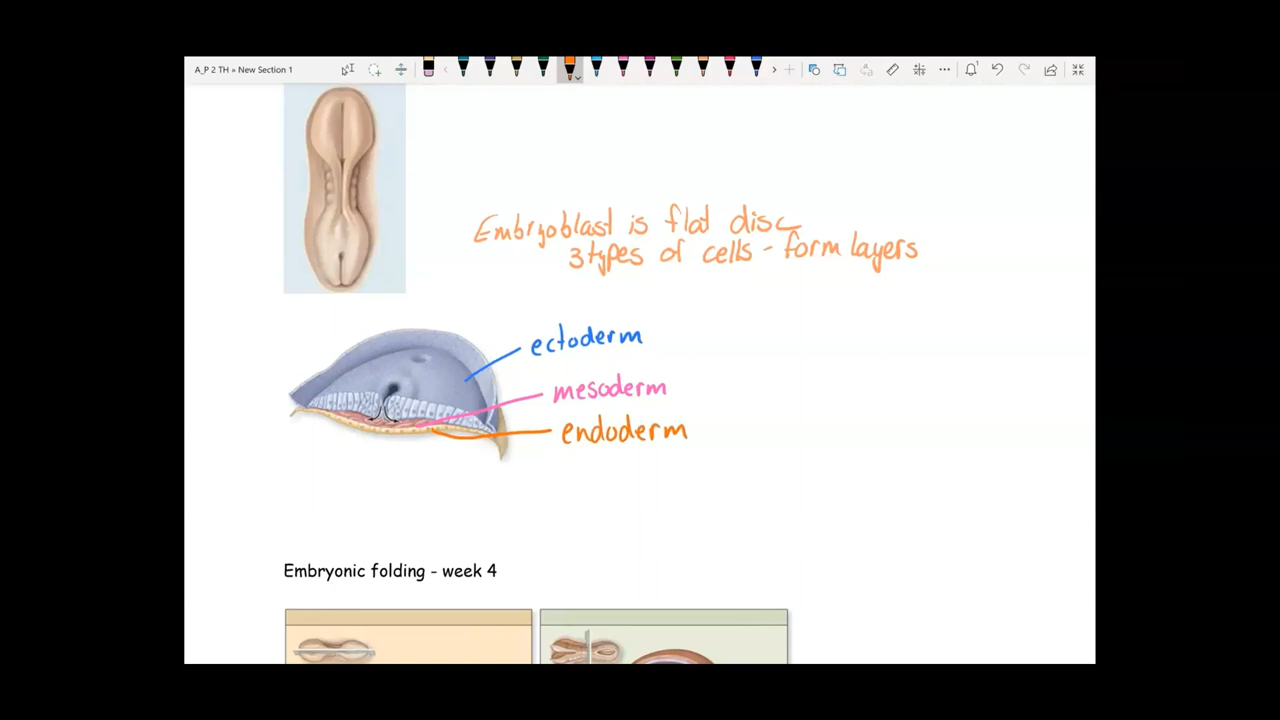 A_P 2 TH » New Section 1
Embryoblast is flat disc
3 types of cells - form layers
ectoderm
mesoderm
endoderm
Embryonic folding - week 4